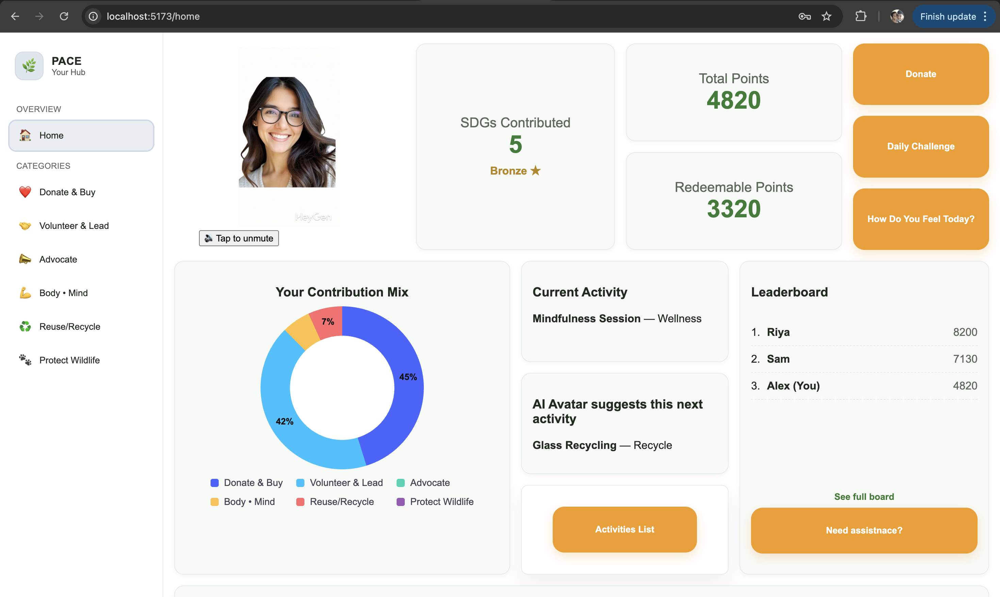 localhost:5173/home
Finish update
PACE
Your Hub
OVERVIEW
Home
CATEGORIES
Donate & Buy
Volunteer & Lead
Advocate
Body • Mind
Reuse/Recycle
Protect Wildlife
HeyGen
Tap to unmute
SDGs Contributed
5
Bronze ★
Total Points
4820
Redeemable Points
3320
Donate
Daily Challenge
How Do You Feel Today?
Your Contribution Mix
7%
45%
42%
Donate & Buy
Volunteer & Lead
Advocate
Body • Mind
Reuse/Recycle
Protect Wildlife
Current Activity
Mindfulness Session — Wellness
AI Avatar suggests this next
activity
Glass Recycling — Recycle
Activities List
Leaderboard
1. Riya 8200
2. Sam 7130
3. Alex (You) 4820
See full board
Need assistnace?